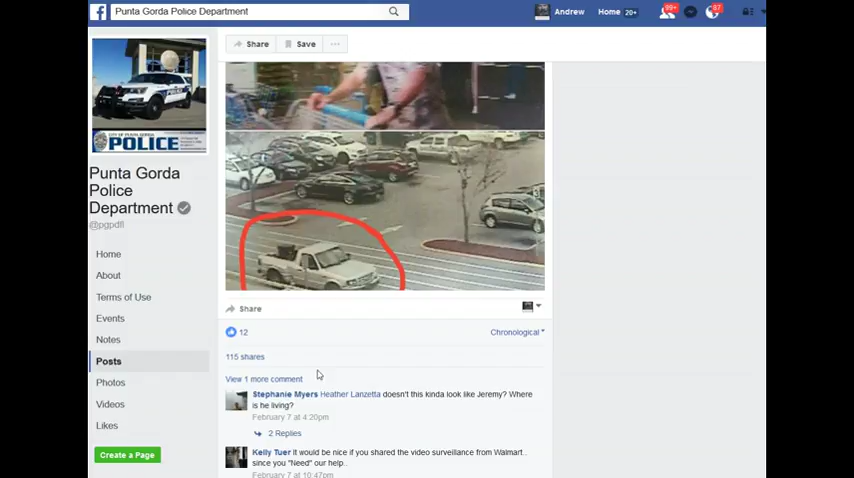 Punta Gorda Police Department
Andrew Home 20+ 99+ 87
Share Save ...
CITY OF PUNTA GORDA
POLICE
Punta Gorda
Police
Department
@pgpdfl
Home
About
Terms of Use
Events
Notes
Posts
Photos
Videos
Likes
Create a Page
Share
12
Chronological
115 shares
View 1 more comment
Stephanie Myers Heather Lanzetta doesn't this kinda look like Jeremy? Where
is he living?
February 7 at 4:20pm
2 Replies
Kelly Tuer It would be nice if you shared the video surveillance from Walmart..
since you "Need" our help..
February 7 at 10:47pm